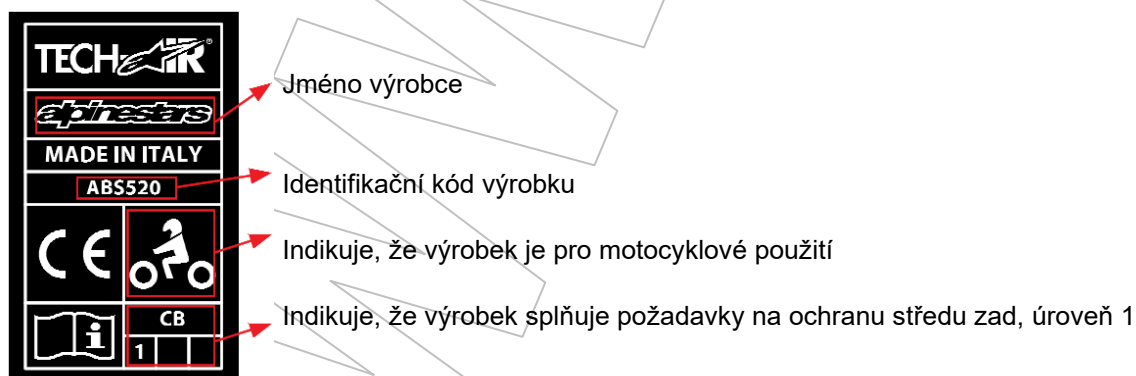 TECH-AIR®
alpinestars
Jméno výrobce
MADE IN ITALY
ABS520
Identifikační kód výrobku
CE
Indikuje, že výrobek je pro motocyklové použití
i
CB
1
Indikuje, že výrobek splňuje požadavky na ochranu středu zad, úroveň 1